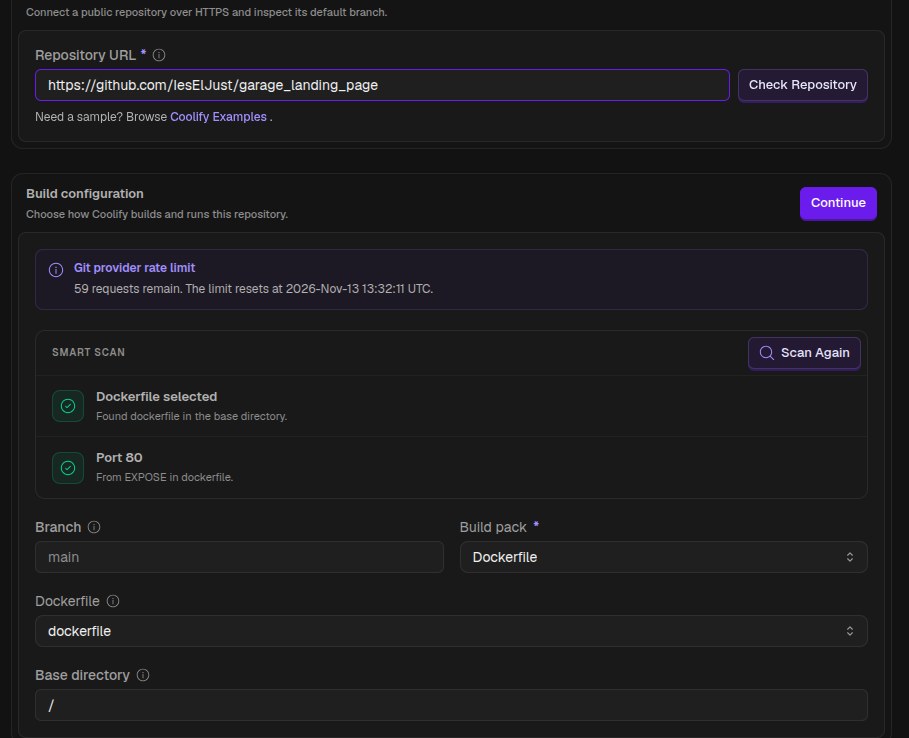 Connect a public repository over HTTPS and inspect its default branch.
Repository URL *
https://github.com/IesElJust/garage_landing_page
Check Repository
Need a sample? Browse Coolify Examples .
Build configuration
Choose how Coolify builds and runs this repository.
Continue
Git provider rate limit
59 requests remain. The limit resets at 2026-Nov-13 13:32:11 UTC.
SMART SCAN
Scan Again
Dockerfile selected
Found dockerfile in the base directory.
Port 80
From EXPOSE in dockerfile.
Branch
main
Build pack *
Dockerfile
Dockerfile
dockerfile
Base directory
/